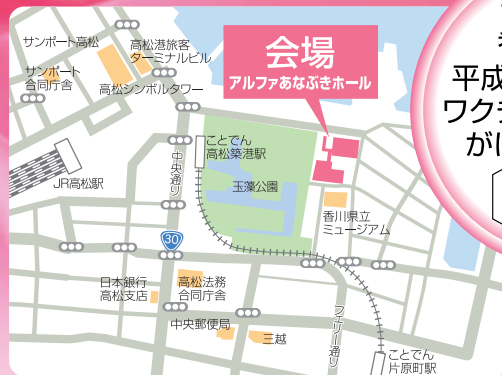 サンポート高松
高松港旅客
ターミナルビル
サンポート
合同庁舎
高松シンボルタワー
会場
アルファあなぶきホール
平成
ワクチ
がけ
ことでん
高松築港駅
中央通り
JR高松駅
玉藻公園
香川県立
ミュージアム
30
日本銀行
高松支店
高松法務
合同庁舎
中央郵便局
三越
フェリー通り
ことでん
片原町駅